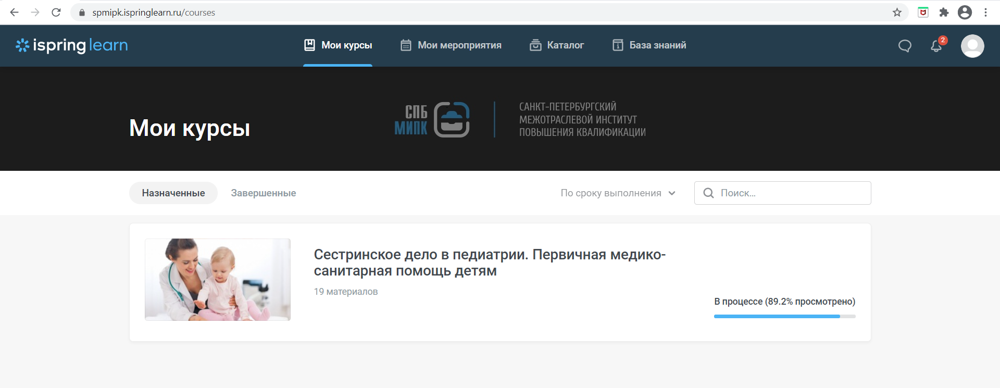 spmipk.ispringlearn.ru/courses
ispring learn
Мои курсы
Мои мероприятия
Каталог
База знаний
2
Мои курсы
СПБ
МИПК
САНКТ-ПЕТЕРБУРГСКИЙ
МЕЖОТРАСЛЕВОЙ ИНСТИТУТ
ПОВЫШЕНИЯ КВАЛИФИКАЦИИ
Назначенные
Завершенные
По сроку выполнения
Поиск...
Сестринское дело в педиатрии. Первичная медико-
санитарная помощь детям
19 материалов
В процессе (89.2% просмотрено)